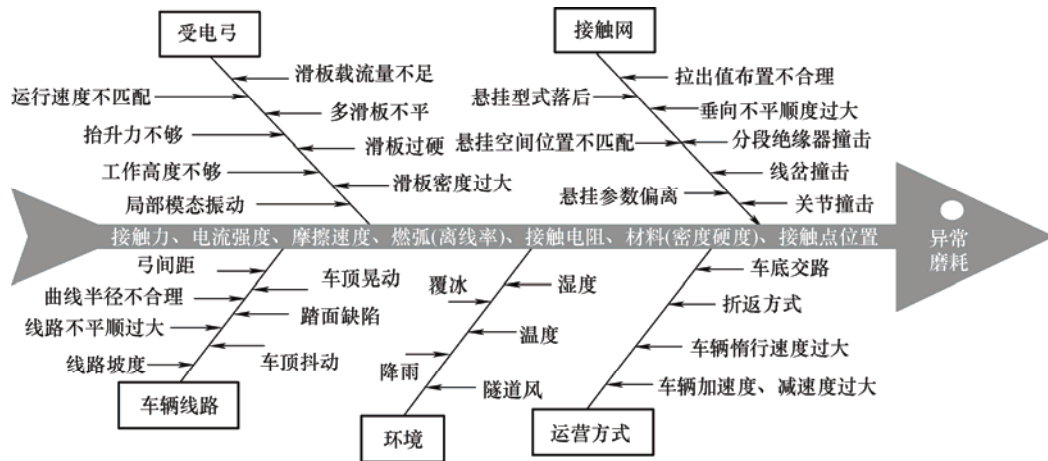 受电弓
接触网
滑板载流量不足
运行速度不匹配
多滑板不平
抬升力不够
滑板过硬
工作高度不够
滑板密度过大
局部模态振动
拉出值布置不合理
悬挂型式落后
垂向不平顺度过大
悬挂空间位置不匹配
分段绝缘器撞击
线岔撞击
悬挂参数偏离
关节撞击
接触力、电流强度、摩擦速度、燃弧(离线率)、接触电阻、材料(密度硬度)、接触点位置
异常
磨耗
弓间距
车顶晃动
曲线半径不合理
踏面缺陷
线路不平顺过大
车顶抖动
线路坡度
车辆线路
覆冰
湿度
温度
降雨
隧道风
环境
车底交路
折返方式
车辆惰行速度过大
车辆加速度、减速度过大
运营方式